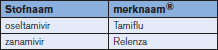 Stofnaam merknaam®
oseltamivir Tamiflu
zanamivir Relenza